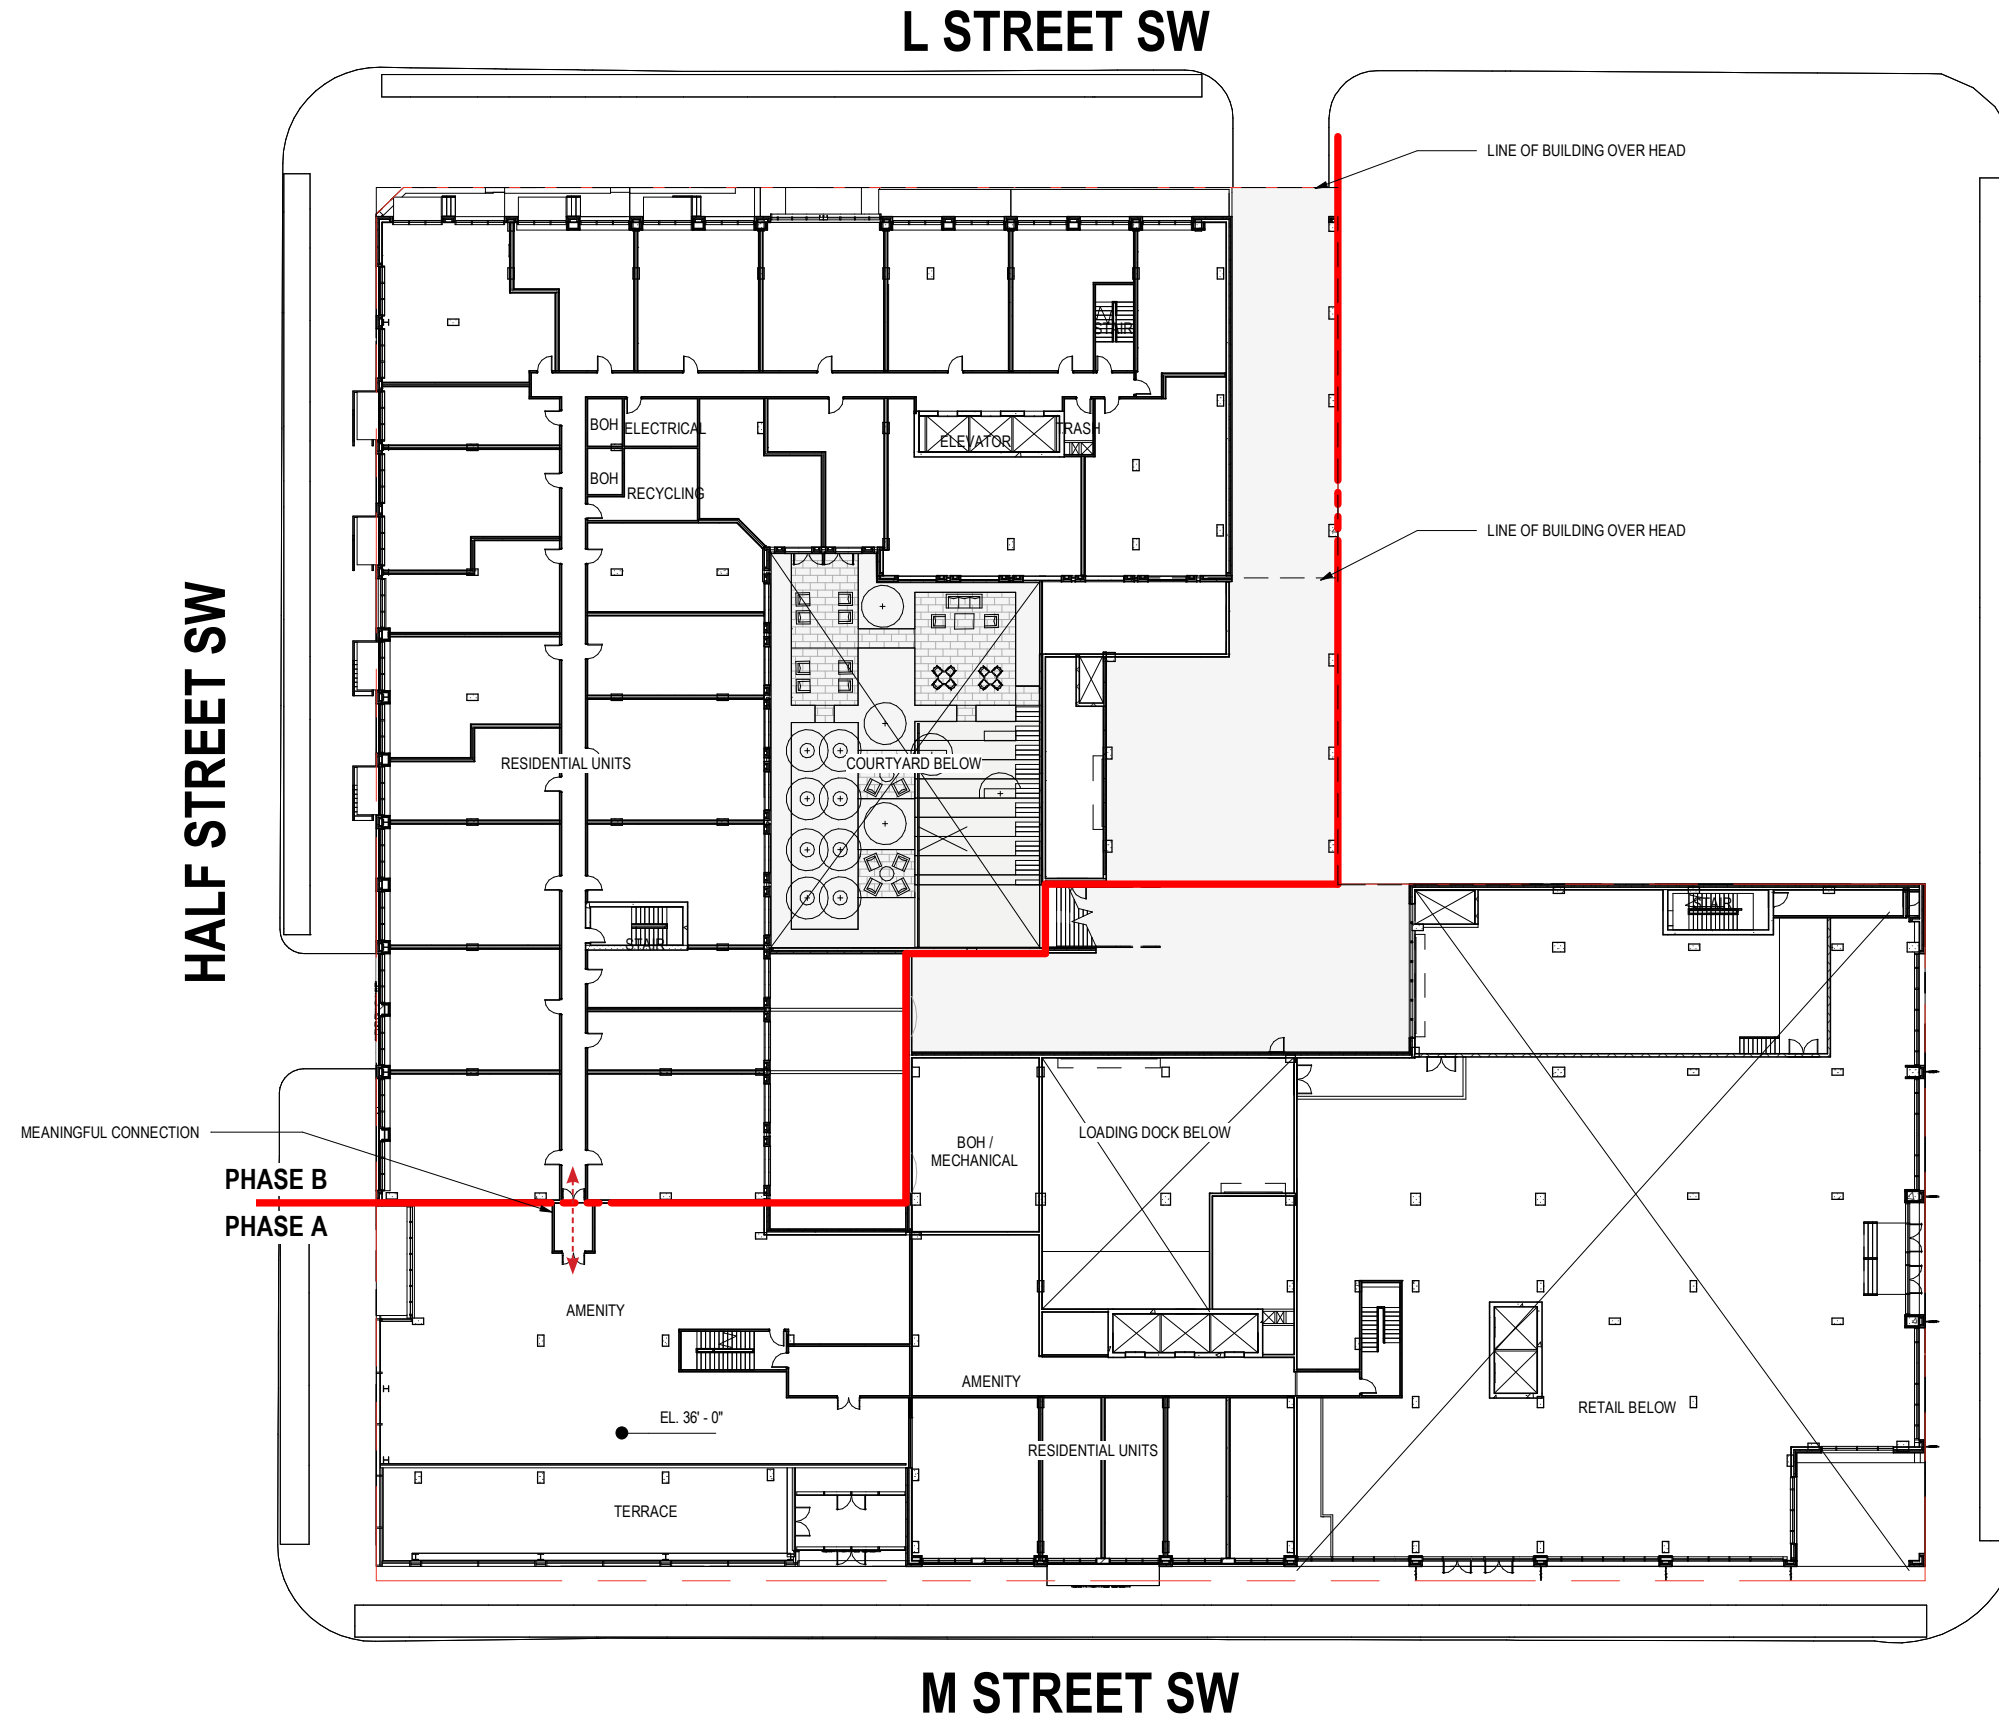 L STREET SW
LINE OF BUILDING OVER HEAD
STAIR
BOH
ELECTRICAL
ELEVATOR
TRASH
BOH
RECYCLING
LINE OF BUILDING OVER HEAD
HALF STREET SW
RESIDENTIAL UNITS
COURTYARD BELOW
STAIR
STAIR
MEANINGFUL CONNECTION
BOH /
MECHANICAL
LOADING DOCK BELOW
PHASE B
PHASE A
AMENITY
AMENITY
EL. 36' - 0"
RETAIL BELOW
RESIDENTIAL UNITS
TERRACE
M STREET SW